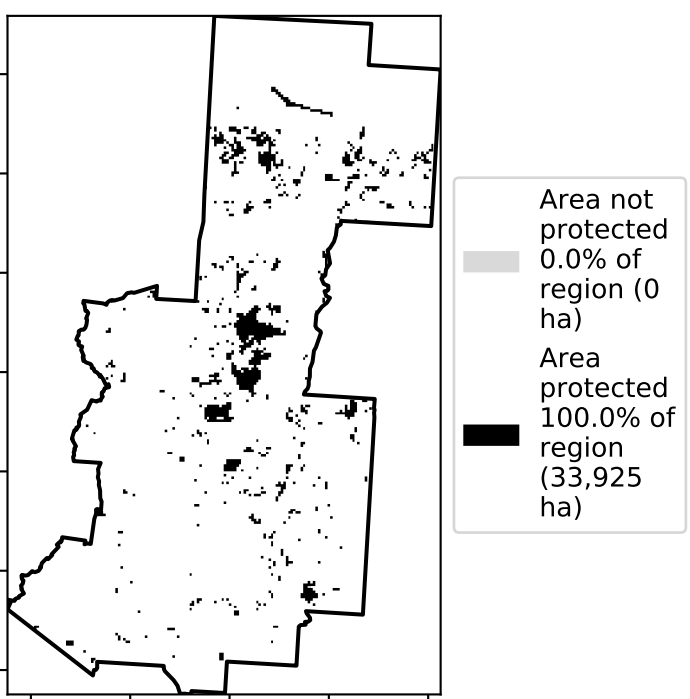 Area not
protected
0.0% of
region (0
ha)
Area
protected
100.0% of
region
(33,925
ha)